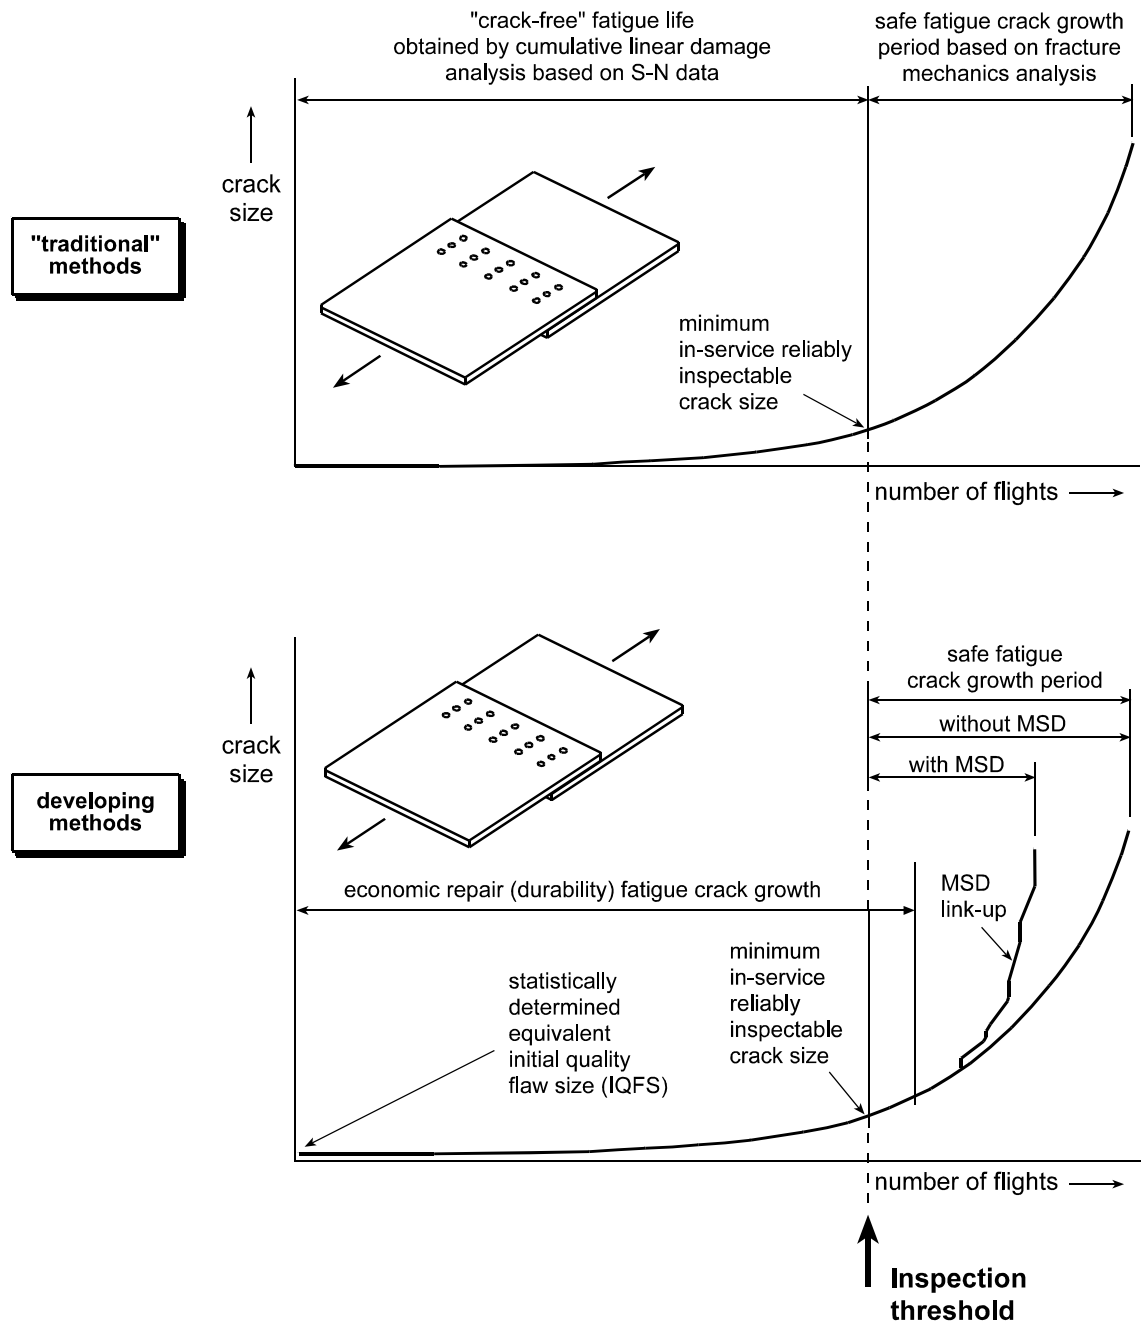 "crack-free" fatigue life
obtained by cumulative linear damage
analysis based on S-N data
safe fatigue crack growth
period based on fracture
mechanics analysis
crack
size
"traditional"
methods
minimum
in-service reliably
inspectable
crack size
number of flights
safe fatigue
crack growth period
without MSD
with MSD
crack
size
developing
methods
economic repair (durability) fatigue crack growth
MSD
link-up
statistically
determined
equivalent
initial quality
flaw size (IQFS)
minimum
in-service
reliably
inspectable
crack size
number of flights
Inspection
threshold